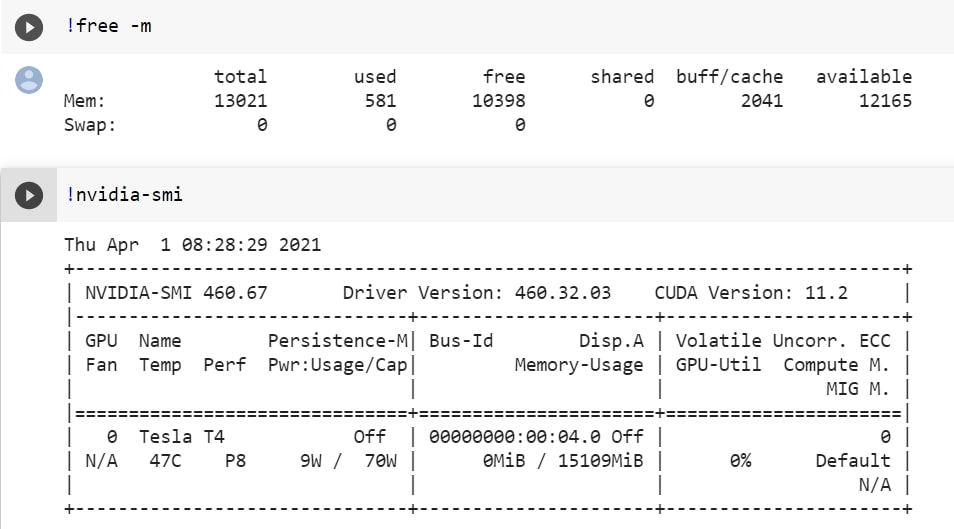 !free -m
              total        used        free      shared  buff/cache   available
Mem:          13021         581       10398           0        2041       12165
Swap:             0           0           0
!nvidia-smi
Thu Apr  1 08:28:29 2021
+-----------------------------------------------------------------------------+
| NVIDIA-SMI 460.67       Driver Version: 460.32.03    CUDA Version: 11.2     |
|-------------------------------+----------------------+----------------------+
| GPU  Name        Persistence-M| Bus-Id        Disp.A | Volatile Uncorr. ECC |
| Fan  Temp  Perf  Pwr:Usage/Cap|         Memory-Usage | GPU-Util  Compute M. |
|                               |                      |               MIG M. |
|===============================+======================+======================|
|   0  Tesla T4            Off  | 00000000:00:04.0 Off |                    0 |
| N/A   47C    P8     9W /  70W |      0MiB / 15109MiB |      0%      Default |
|                               |                      |                  N/A |
+-------------------------------+----------------------+----------------------+